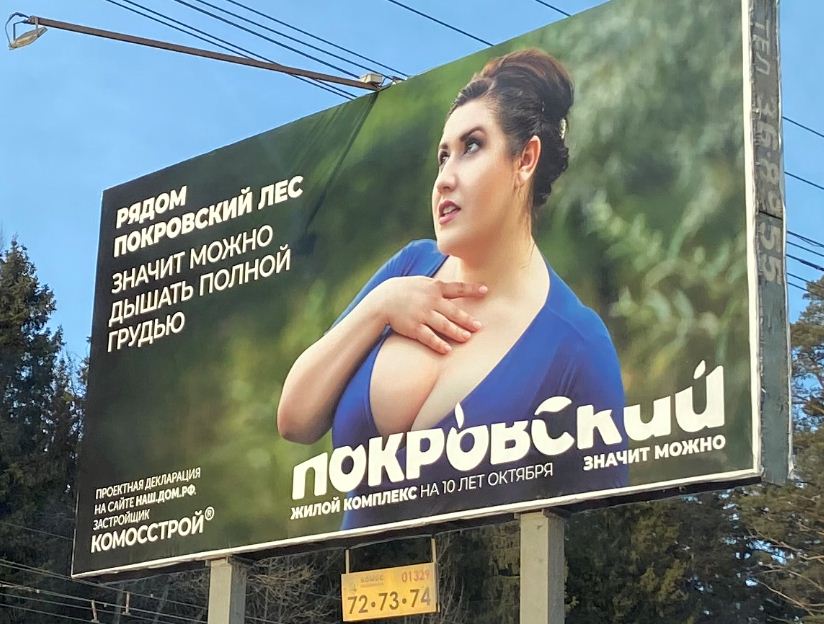 РЯДОМ
ПОКРОВСКИЙ ЛЕС
ЗНАЧИТ МОЖНО
ДЫШАТЬ ПОЛНОЙ
ГРУДЬЮ
ПОКРОВСКИЙ
ЗНАЧИТ МОЖНО
ЖИЛОЙ КОМПЛЕКС НА 10 ЛЕТ ОКТЯБРЯ
ПРОЕКТНАЯ ДЕКЛАРАЦИЯ
НА САЙТЕ НАШ.ДОМ.РФ.
ЗАСТРОЙЩИК
КОМОССТРОЙ®
01329
72•73•74